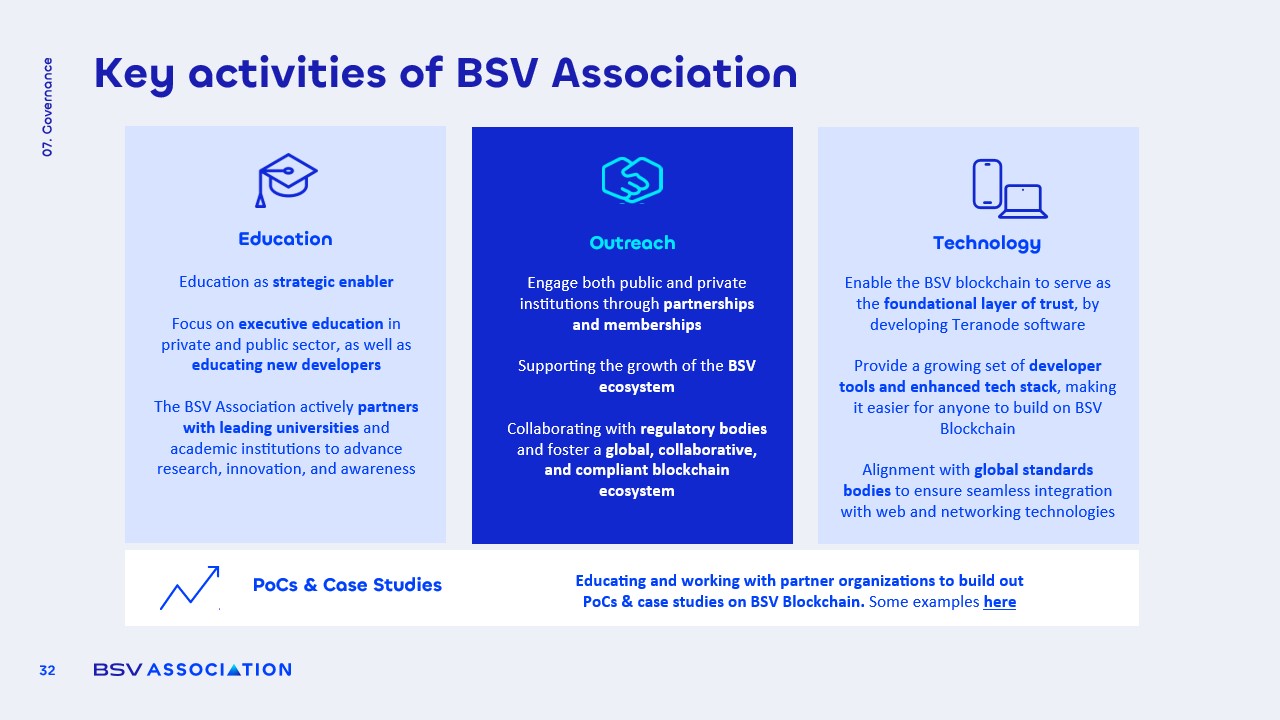 07. Governance
Key activities of BSV Association
Education
Education as strategic enabler
Focus on executive education in
private and public sector, as well as
educating new developers
The BSV Association actively partners
with leading universities and
academic institutions to advance
research, innovation, and awareness
Outreach
Engage both public and private
institutions through partnerships
and memberships
Supporting the growth of the BSV
ecosystem
Collaborating with regulatory bodies
and foster a global, collaborative,
and compliant blockchain
ecosystem
Technology
Enable the BSV blockchain to serve as
the foundational layer of trust, by
developing Teranode software
Provide a growing set of developer
tools and enhanced tech stack, making
it easier for anyone to build on BSV
Blockchain
Alignment with global standards
bodies to ensure seamless integration
with web and networking technologies
PoCs & Case Studies
Educating and working with partner organizations to build out
PoCs & case studies on BSV Blockchain. Some examples here
32
BSV ASSOCIATION